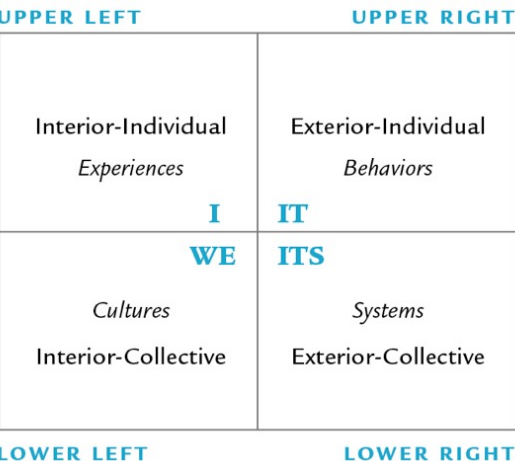 UPPER LEFT UPPER RIGHT
Interior-Individual Exterior-Individual
Experiences Behaviors
I IT
WE ITS
Cultures Systems
Interior-Collective Exterior-Collective
LOWER LEFT LOWER RIGHT